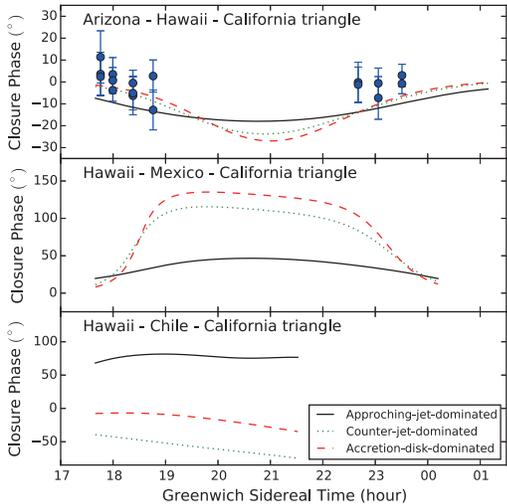 Arizona - Hawaii - California triangle
30
20
10
0
−10
−20
−30
Closure Phase (°)
Hawaii - Mexico - California triangle
150
100
50
0
Closure Phase (°)
Hawaii - Chile - California triangle
100
50
0
−50
Closure Phase (°)
Approching-jet-dominated
Counter-jet-dominated
Accretion-disk-dominated
17 18 19 20 21 22 23 00 01
Greenwich Sidereal Time (hour)